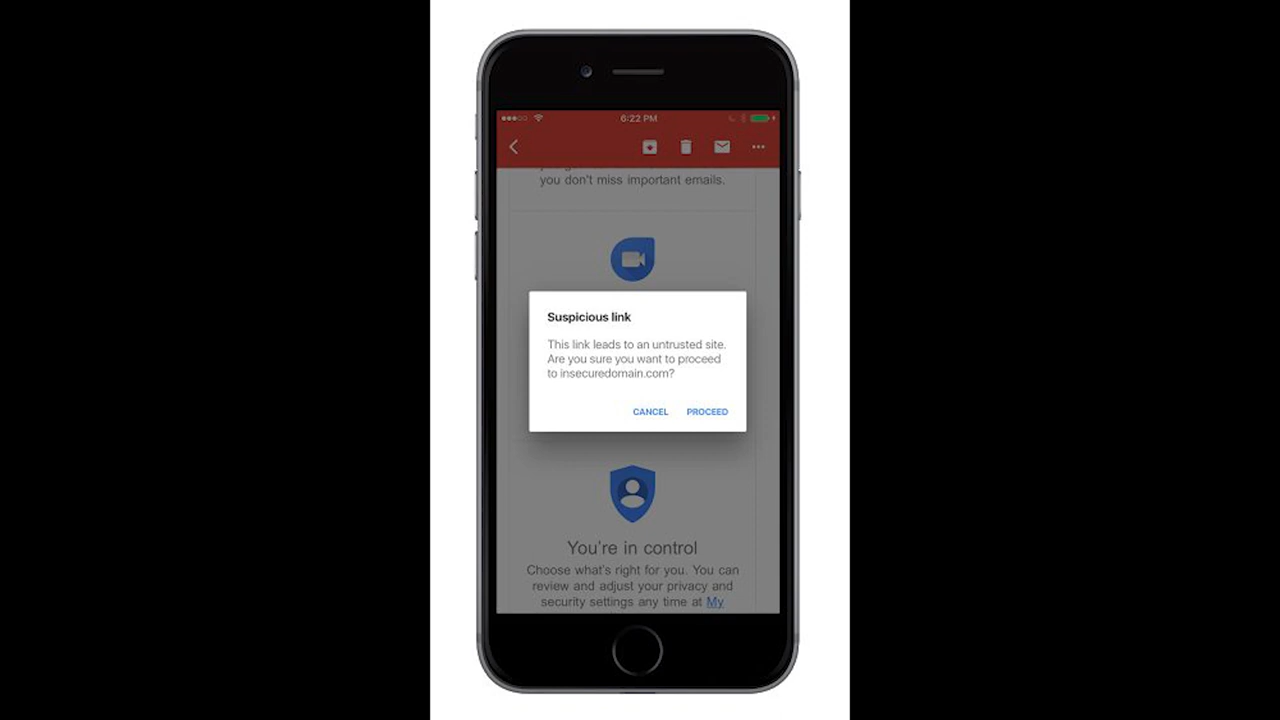 6:22 PM
you don't miss important emails.
Suspicious link
This link leads to an untrusted site.
Are you sure you want to proceed
to insecuredomain.com?
CANCEL PROCEED
You're in control
Choose what's right for you. You can
review and adjust your privacy and
security settings any time at My